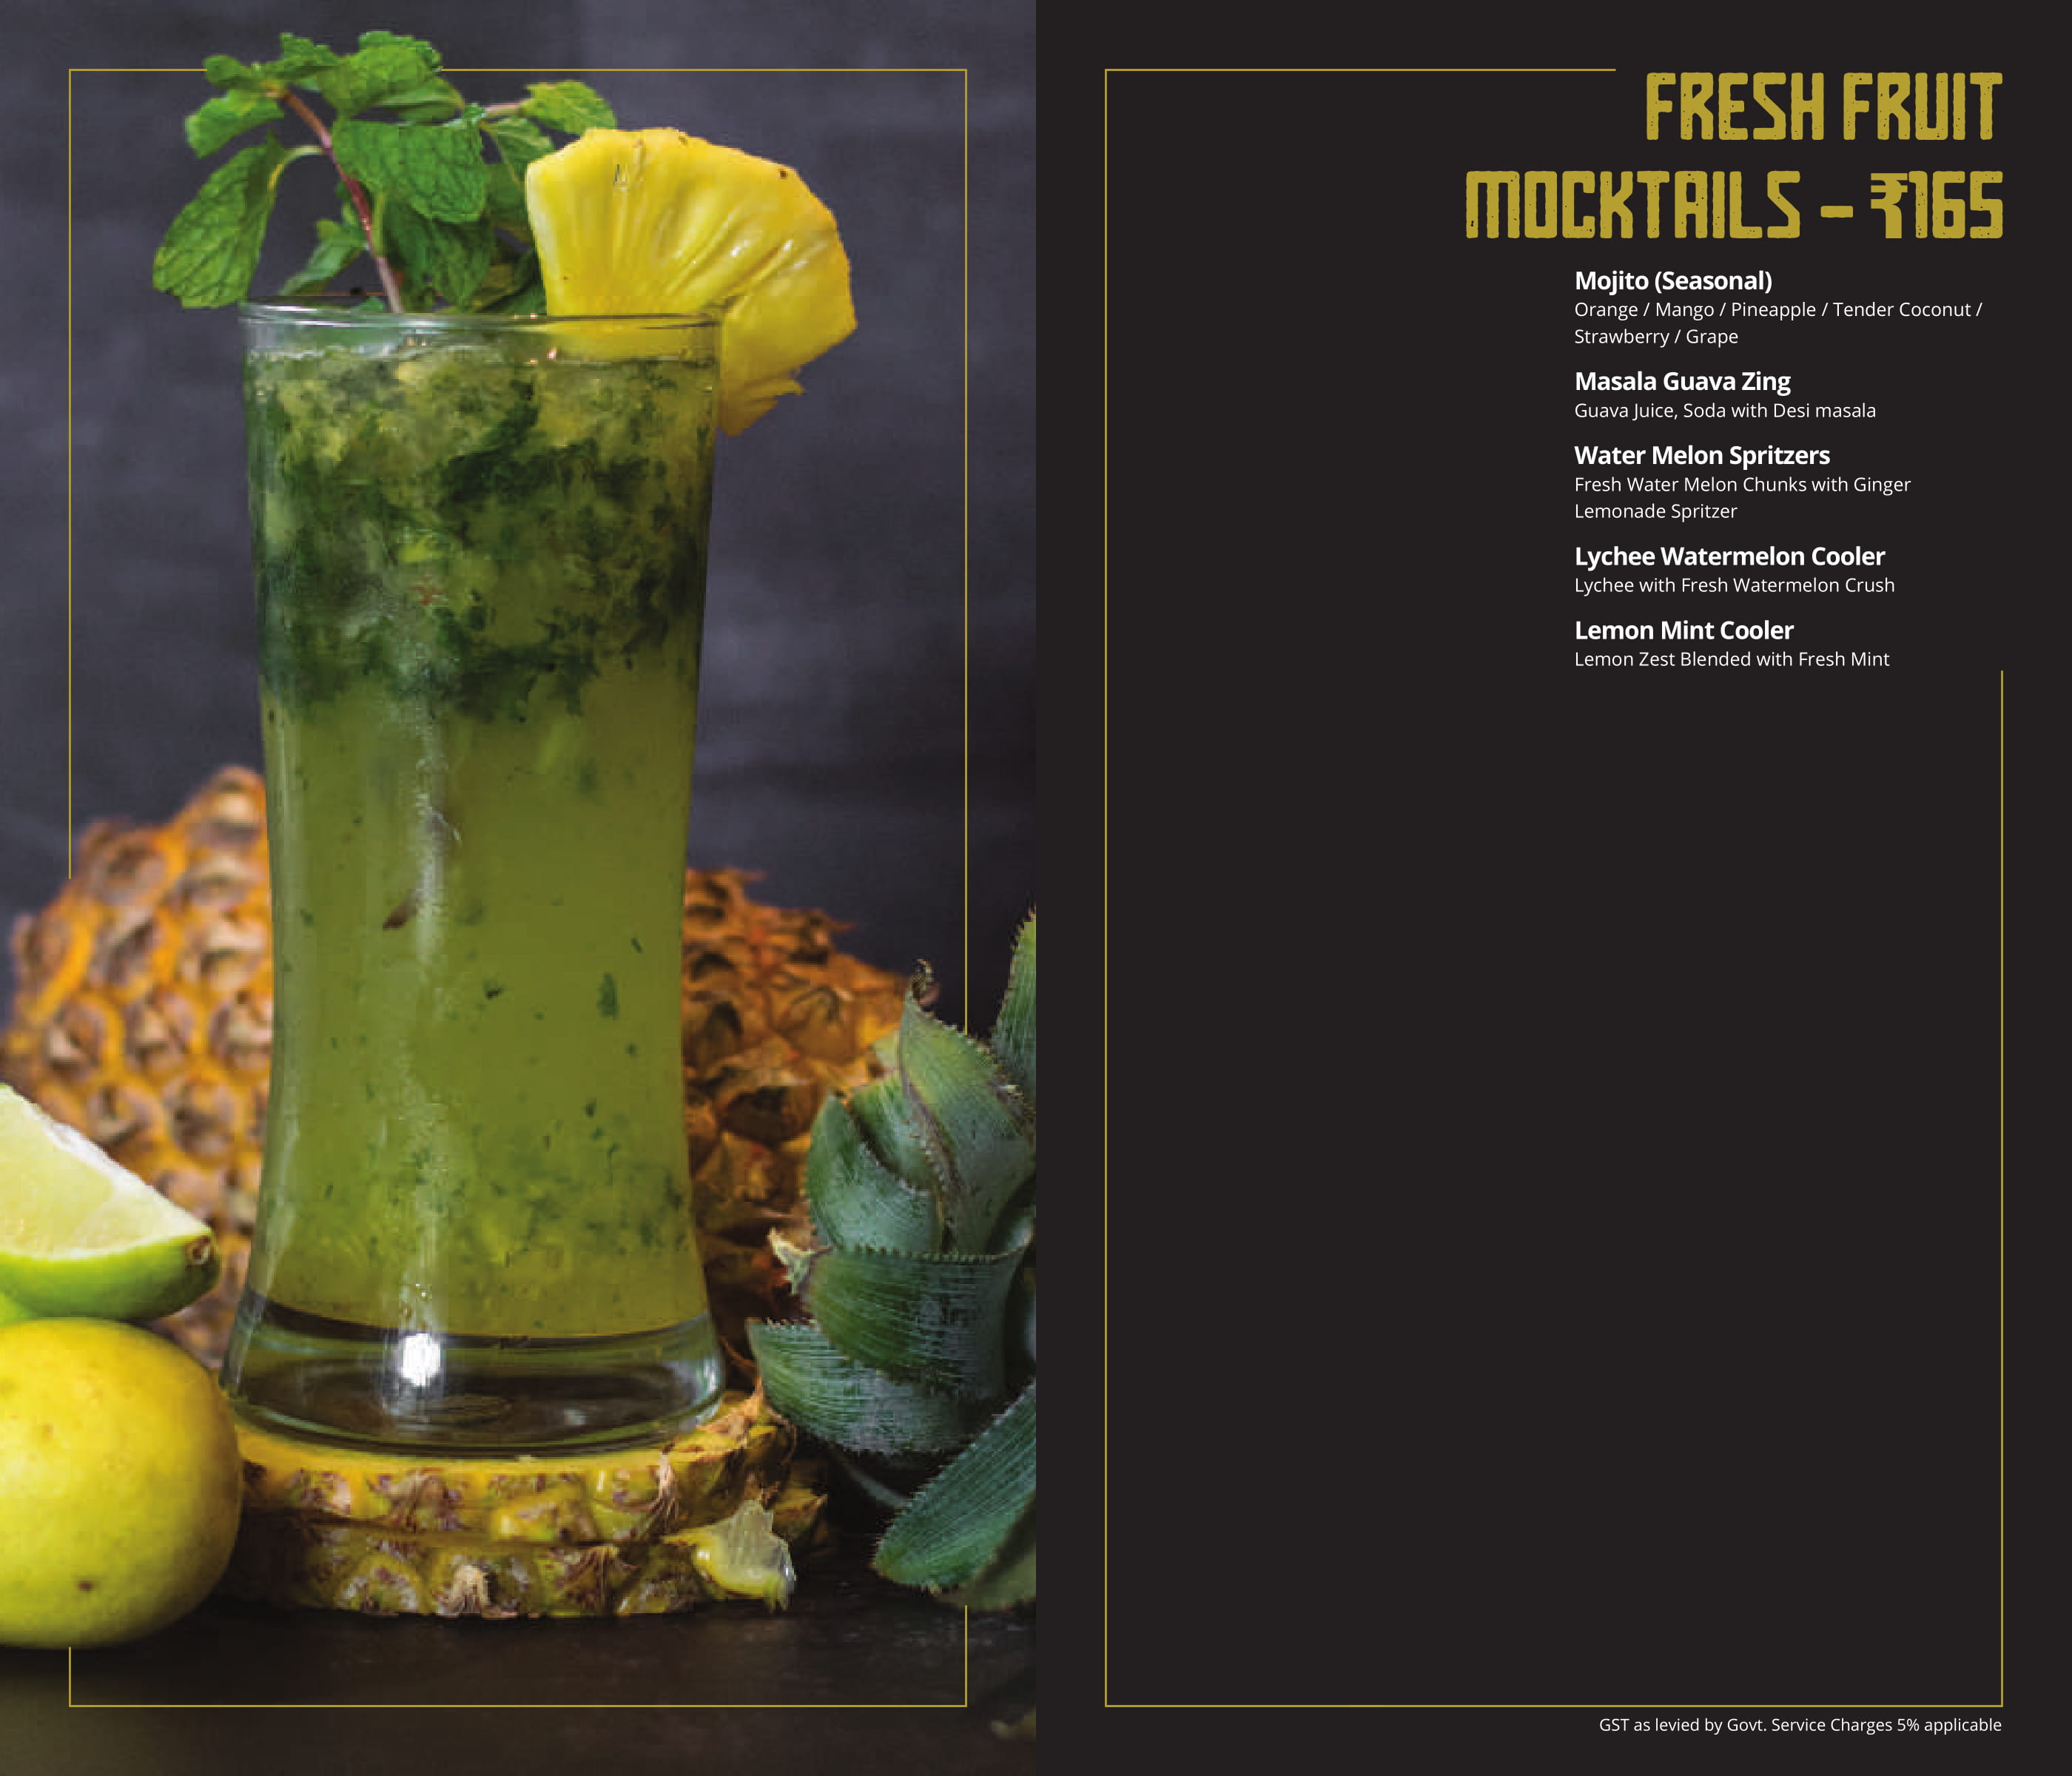 FRESH FRUIT
MOCKTAILS – ₹165
Mojito (Seasonal)
Orange / Mango / Pineapple / Tender Coconut /
Strawberry / Grape
Masala Guava Zing
Guava Juice, Soda with Desi masala
Water Melon Spritzers
Fresh Water Melon Chunks with Ginger
Lemonade Spritzer
Lychee Watermelon Cooler
Lychee with Fresh Watermelon Crush
Lemon Mint Cooler
Lemon Zest Blended with Fresh Mint
GST as levied by Govt. Service Charges 5% applicable